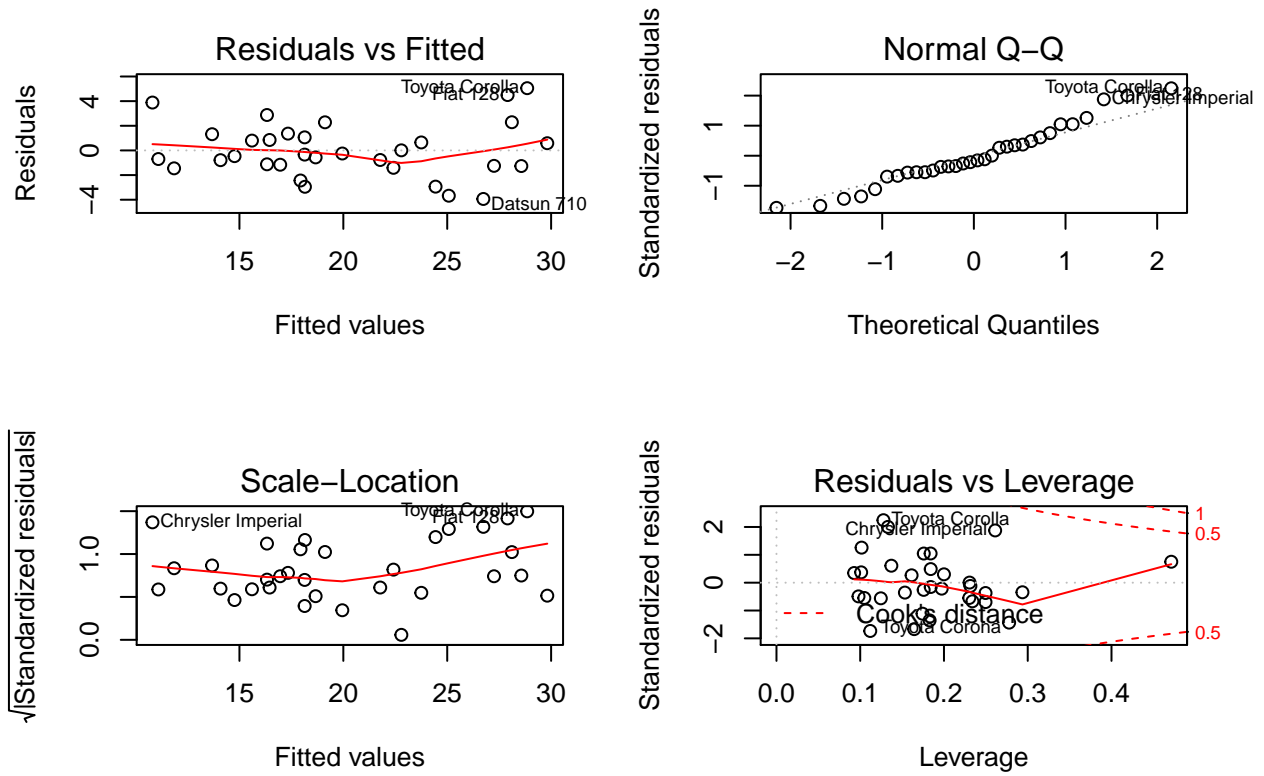 Residuals vs Fitted
Residuals
4
0
−4
Toyota Corolla
Fiat 128
Datsun 710
15 20 25 30
Fitted values
Normal Q−Q
Standardized residuals
1
−1
Toyota Corolla
Fiat 128
Chrysler Imperial
−2 −1 0 1 2
Theoretical Quantiles
Scale−Location
√|Standardized residuals|
1.0
0.0
Chrysler Imperial
Toyota Corolla
Fiat 128
15 20 25 30
Fitted values
Residuals vs Leverage
Standardized residuals
2
0
−2
Toyota Corolla
Chrysler Imperial
Cook's distance
Toyota Corona
1
0.5
0.5
0.0 0.1 0.2 0.3 0.4
Leverage